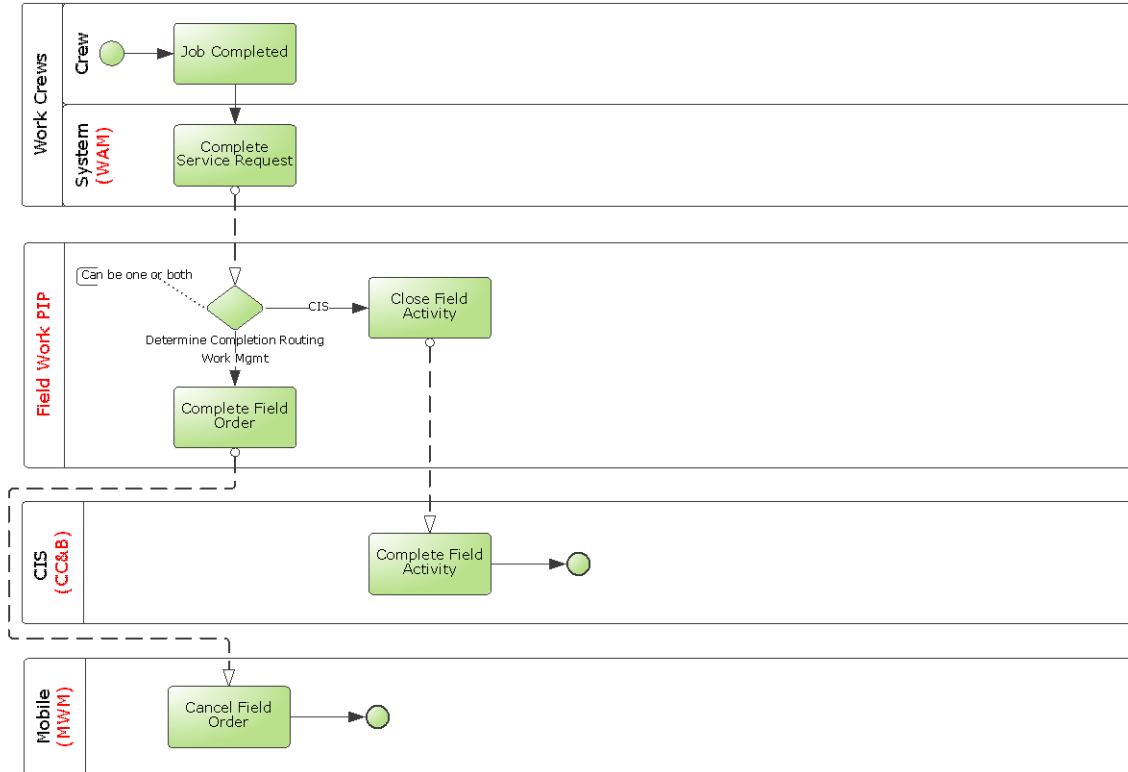 Work Crews
Crew
Job Completed
System
(WAM)
Complete
Service Request
Field Work PIP
Can be one or both
CIS
Close Field
Activity
Determine Completion Routing
Work Mgmt
Complete Field
Order
CIS
(CC&B)
Complete Field
Activity
Mobile
(MWM)
Cancel Field
Order